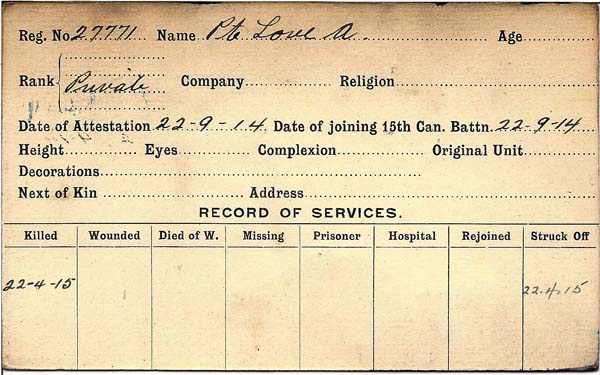 Reg. No 27771 Name Pte Love A. Age
Rank Private Company Religion
Date of Attestation 22-9-14 Date of joining 15th Can. Battn. 22-9-14
Height Eyes Complexion Original Unit
Decorations
Next of Kin Address
RECORD OF SERVICES.
Killed Wounded Died of W. Missing Prisoner Hospital Rejoined Struck Off
22-4-15 22.4.15